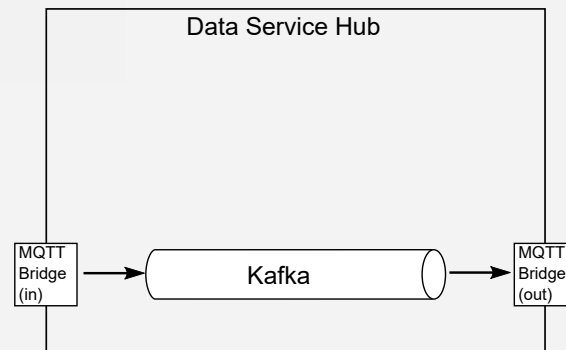 Data Service Hub
MQTT
Bridge
(in)
Kafka
MQTT
Bridge
(out)